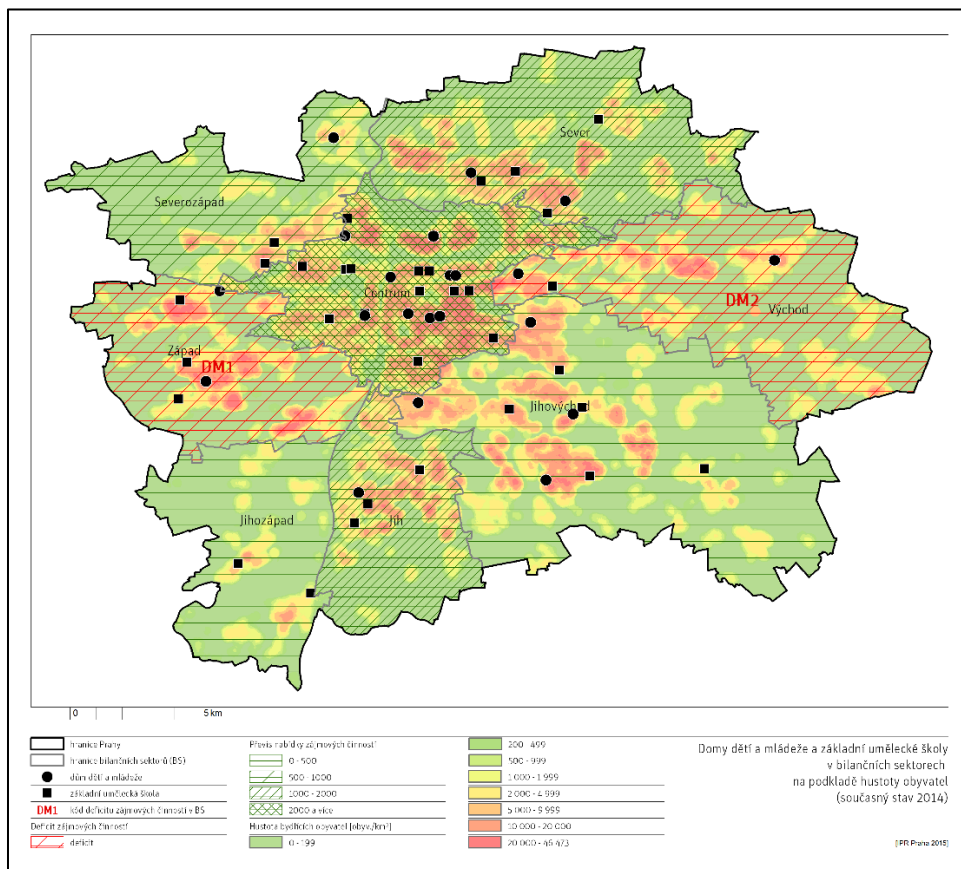 Sever
Severozápad
Centrum
DM2
Východ
Západ
DM1
Jihovýchod
Jihozápad
Jih
0 5 km
hranice Prahy
hranice bilančních sektorů (BS)
dům dětí a mládeže
základní umělecká škola
DM1 kód deficitu zájmových činností v BS
Deficit zájmových činností
deficit
Převis nabídky zájmových činností
0 - 500
500 - 1000
1000 - 2000
2000 a více
Hustota bydlících obyvatel [obyv./km²]
0 - 199
200 - 499
500 - 999
1 000 - 1 999
2 000 - 4 999
5 000 - 9 999
10 000 - 20 000
20 000 - 46 473
Domy dětí a mládeže a základní umělecké školy
v bilančních sektorech
na podkladě hustoty obyvatel
(současný stav 2014)
[IPR Praha 2015]